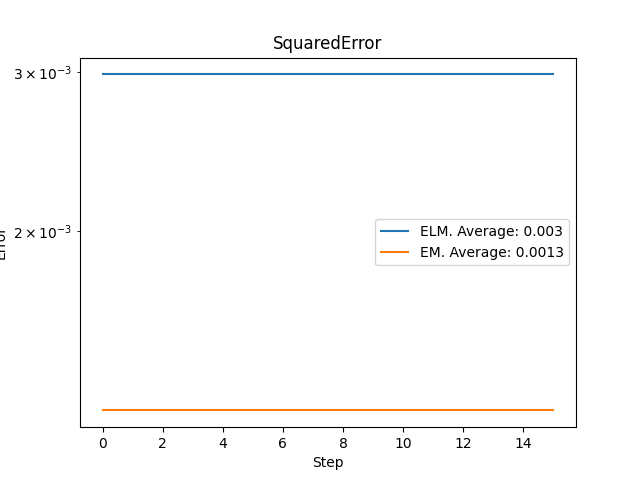 SquaredError
3 × 10⁻³
2 × 10⁻³
Error
ELM. Average: 0.003
EM. Average: 0.0013
0 2 4 6 8 10 12 14
Step